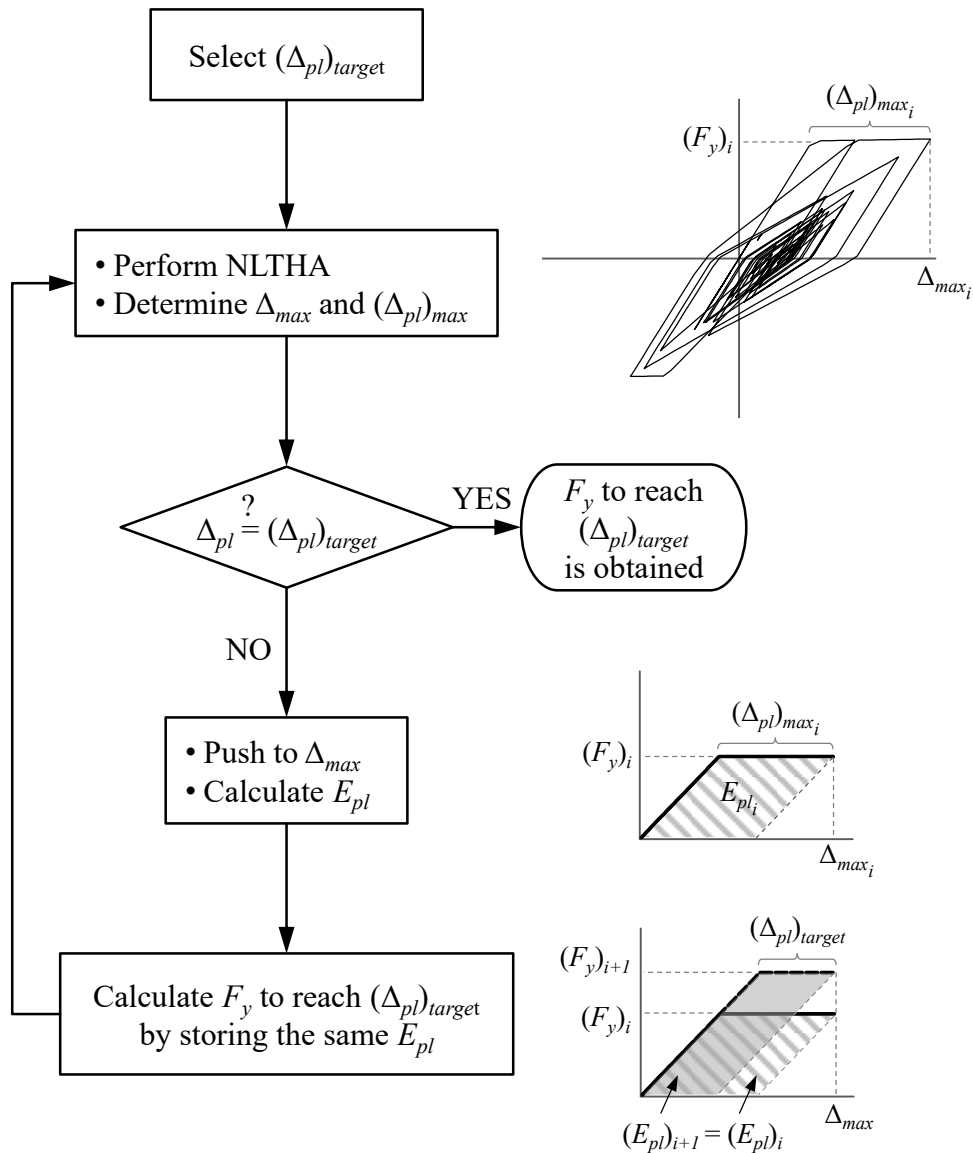 Select (Δpl)target
(Δpl)maxi
(Fy)i
Δmaxi
• Perform NLTHA
• Determine Δmax and (Δpl)max
?
Δpl = (Δpl)target
YES
Fy to reach
(Δpl)target
is obtained
NO
• Push to Δmax
• Calculate Epl
(Δpl)maxi
(Fy)i
Epli
Δmaxi
Calculate Fy to reach (Δpl)target
by storing the same Epl
(Δpl)target
(Fy)i+1
(Fy)i
Δmax
(Epl)i+1 = (Epl)i